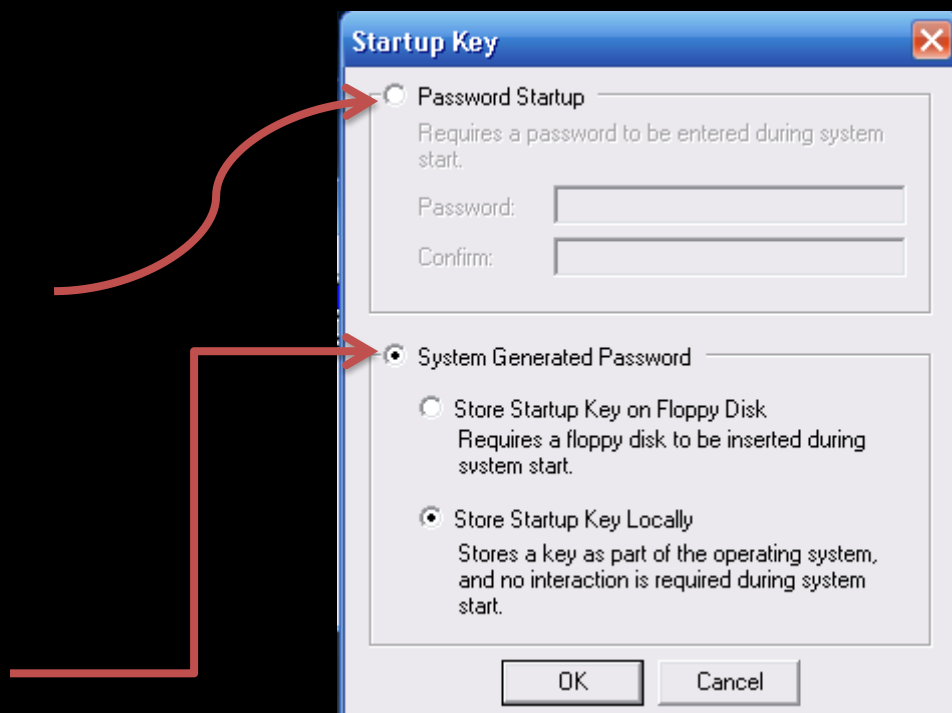 Startup Key
Password Startup
Requires a password to be entered during system
start.
Password:
Confirm:
System Generated Password
Store Startup Key on Floppy Disk
Requires a floppy disk to be inserted during
system start.
Store Startup Key Locally
Stores a key as part of the operating system,
and no interaction is required during system
start.
OK
Cancel